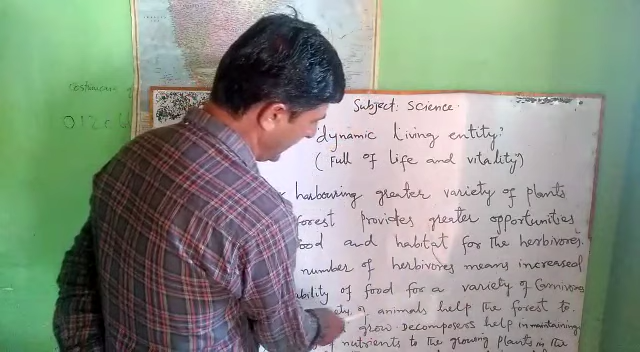 Subject: Science.
"dynamic living entity"
(Full of life and vitality")
harbouring greater variety of plants
forest provides greater opportunities
and habitat for the herbivores.
number of herbivores means increased
of food for a variety of Carnivores
of animals help the forest to
grow. Decomposers help in maintaining
nutrients to the growing plants in the